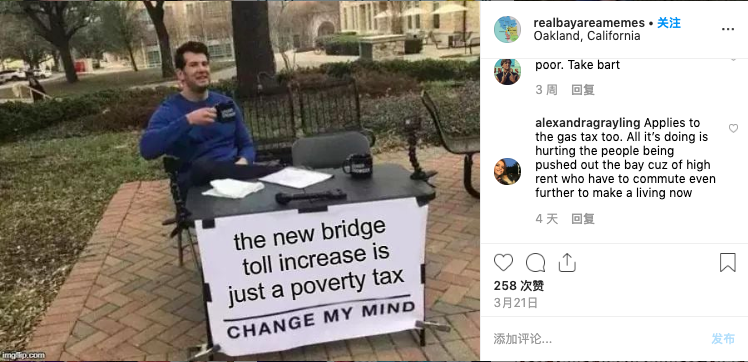 the new bridge
toll increase is
just a poverty tax
CHANGE MY MIND
imgflip.com
realbayareamemes • 关注
Oakland, California
poor. Take bart
3 周 回复
alexandragrayling Applies to
the gas tax too. All it's doing is
hurting the people being
pushed out the bay cuz of high
rent who have to commute even
further to make a living now
4 天 回复
258 次赞
3月21日
添加评论... 发布